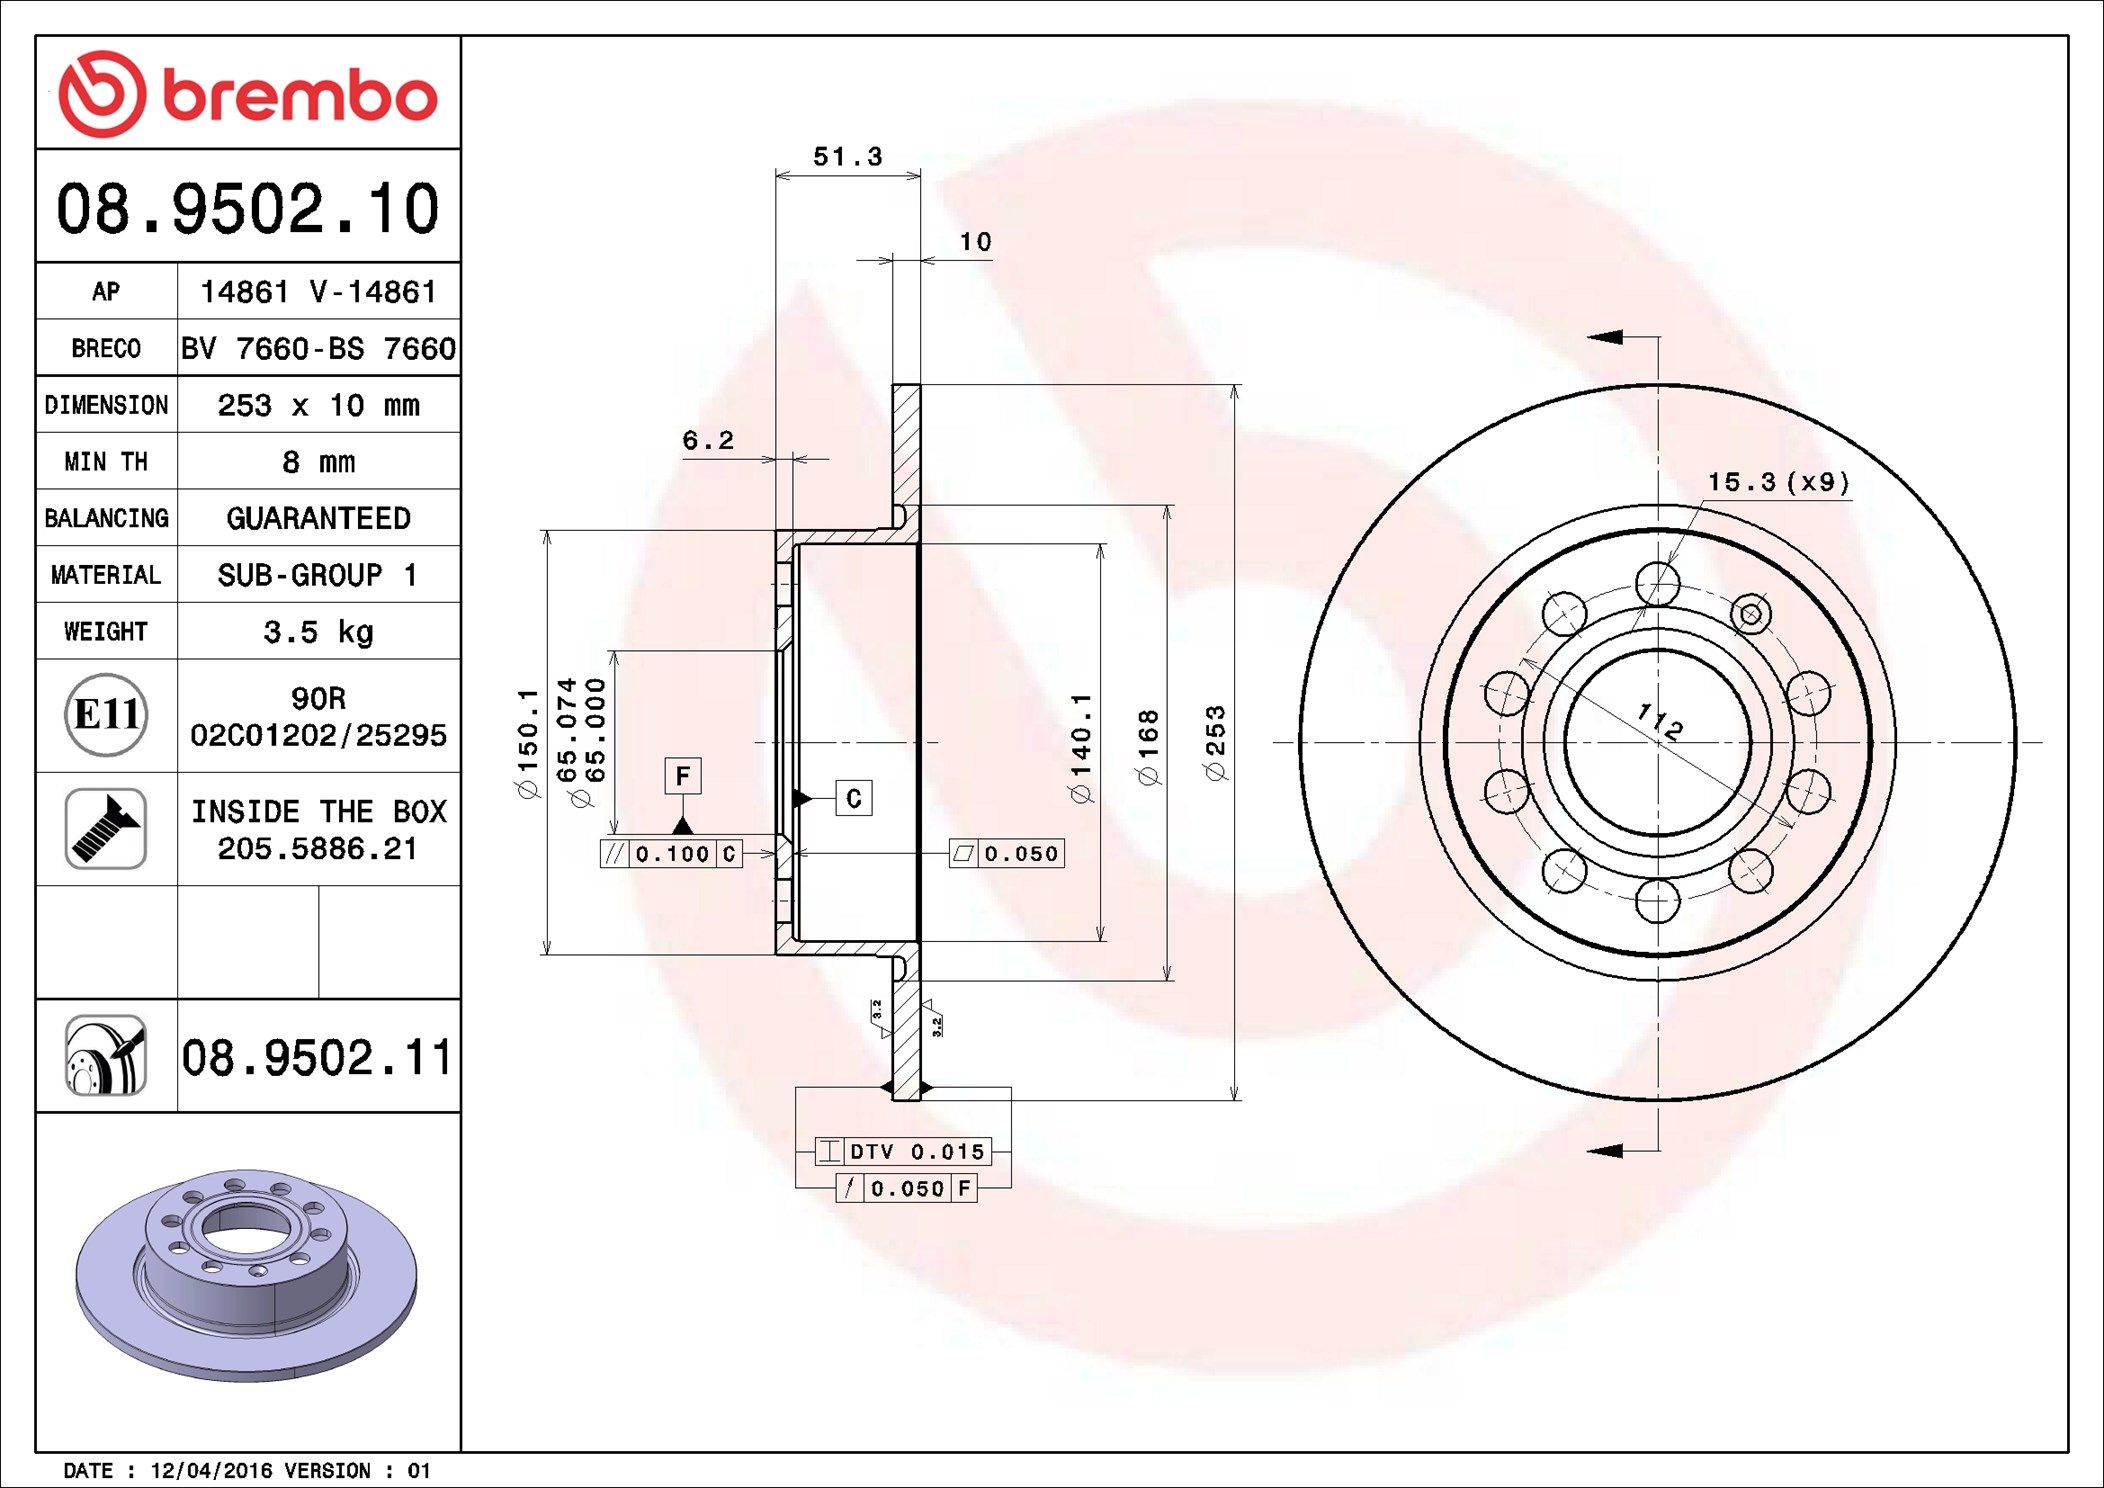 brembo
08.9502.10
AP 14861 V-14861
BRECO BV 7660-BS 7660
DIMENSION 253 x 10 mm
MIN TH 8 mm
BALANCING GUARANTEED
MATERIAL SUB-GROUP 1
WEIGHT 3.5 kg
E11 90R
02C01202/25295
INSIDE THE BOX
205.5886.21
08.9502.11
DATE : 12/04/2016 VERSION : 01
51.3
10
6.2
Ø150.1
Ø 65.074
65.000
F
C
// 0.100 C
0.050
Ø140.1
Ø168
Ø253
3.2
3.2
DTV 0.015
0.050 F
15.3(x9)
112